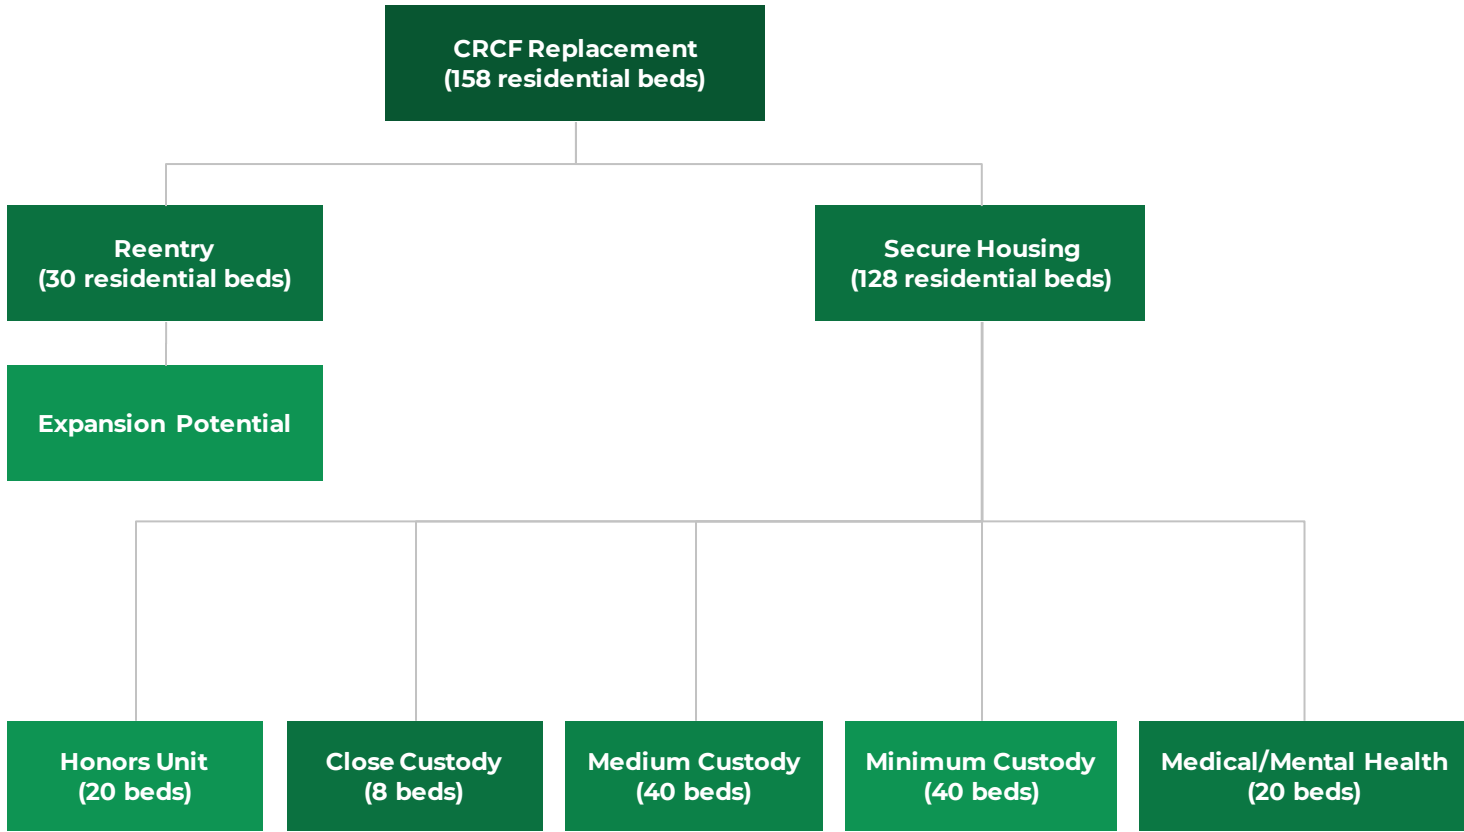 CRCF Replacement
(158 residential beds)
Reentry
(30 residential beds)
Secure Housing
(128 residential beds)
Expansion Potential
Honors Unit
(20 beds)
Close Custody
(8 beds)
Medium Custody
(40 beds)
Minimum Custody
(40 beds)
Medical/Mental Health
(20 beds)